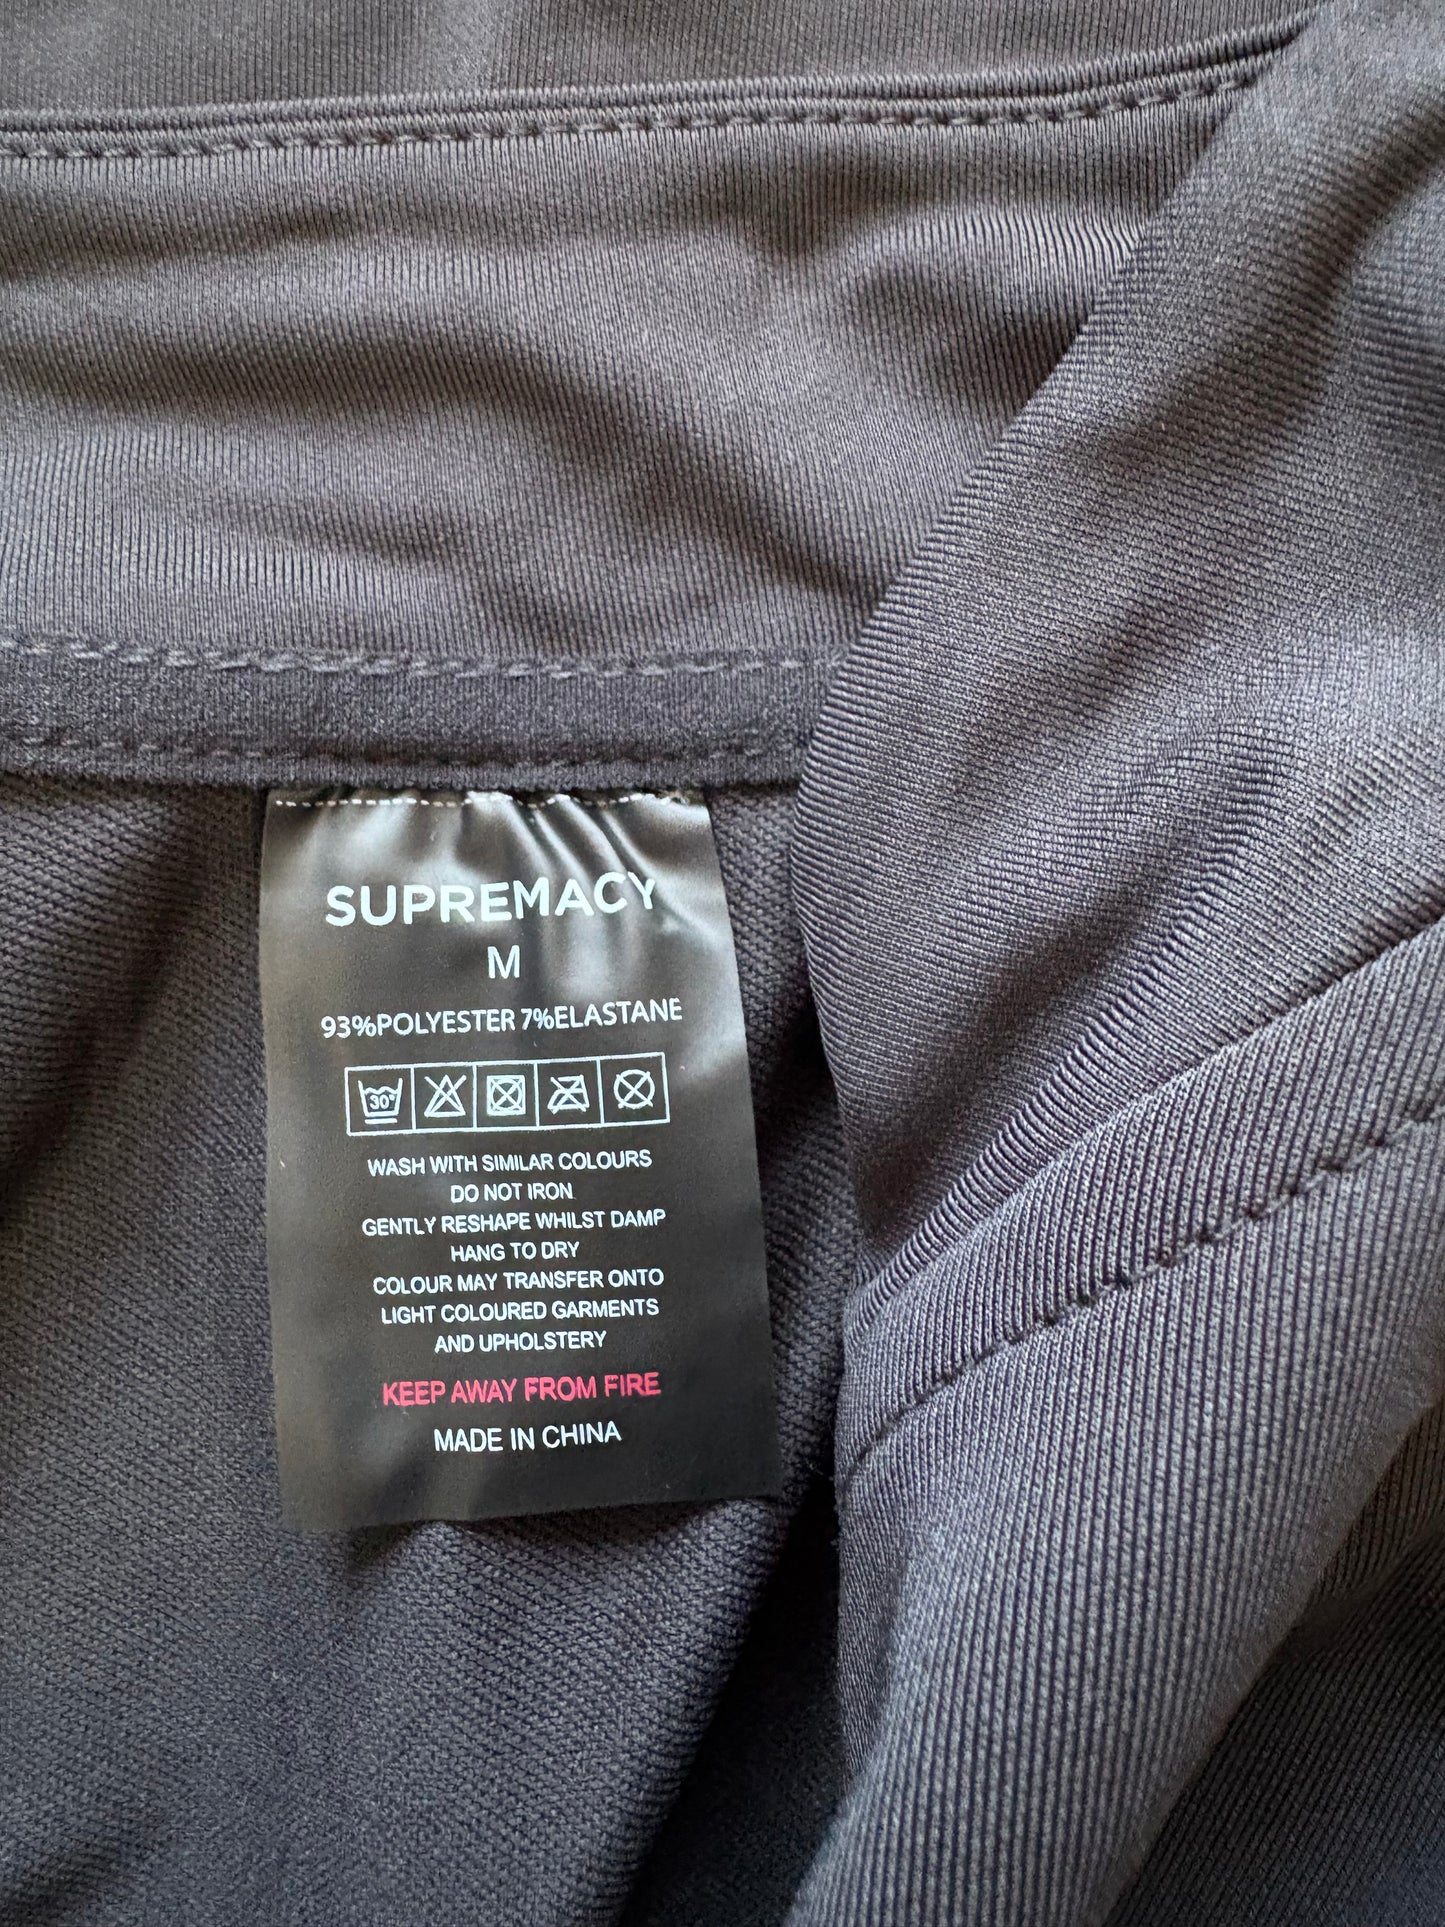 SUPREMACY
M
93%POLYESTER 7%ELASTANE
30°
WASH WITH SIMILAR COLOURS
DO NOT IRON
GENTLY RESHAPE WHILST DAMP
HANG TO DRY
COLOUR MAY TRANSFER ONTO
LIGHT COLOURED GARMENTS
AND UPHOLSTERY
KEEP AWAY FROM FIRE
MADE IN CHINA